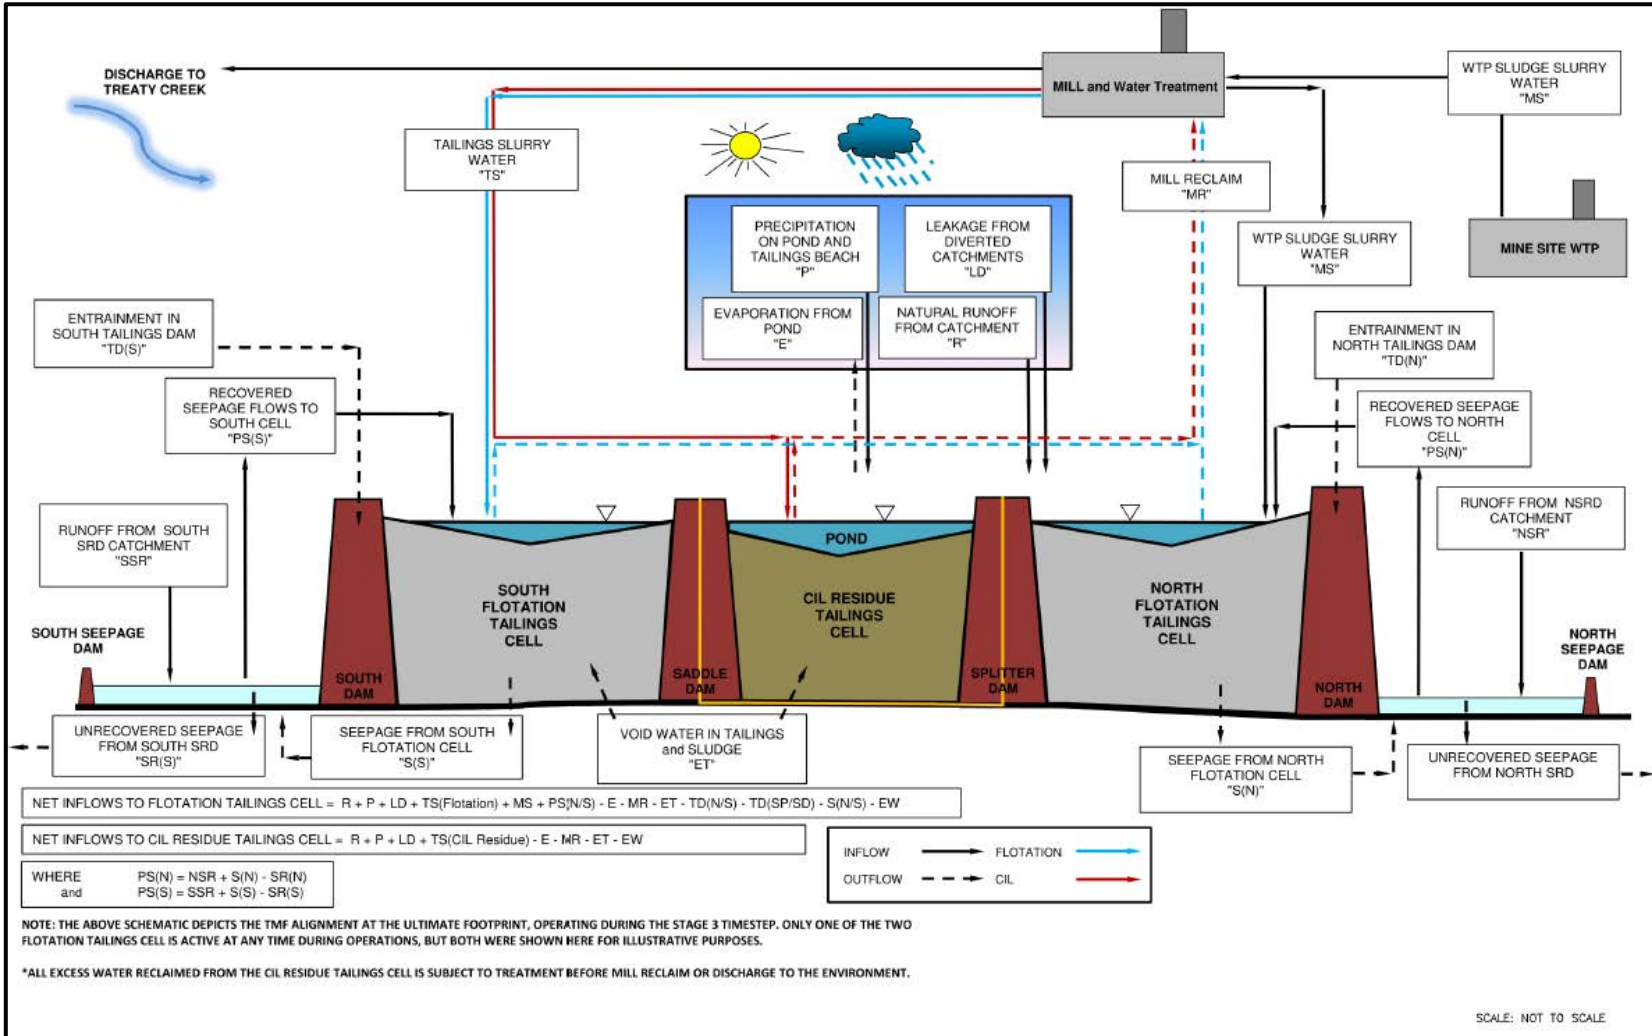 DISCHARGE TO
TREATY CREEK
MILL and Water Treatment
WTP SLUDGE SLURRY
WATER
"MS"
TAILINGS SLURRY
WATER
"TS"
MILL RECLAIM
"MR"
MINE SITE WTP
WTP SLUDGE SLURRY
WATER
"MS"
PRECIPITATION
ON POND AND
TAILINGS BEACH
"P"
LEAKAGE FROM
DIVERTED
CATCHMENTS
"LD"
EVAPORATION FROM
POND
"E"
NATURAL RUNOFF
FROM CATCHMENT
"R"
ENTRAINMENT IN
SOUTH TAILINGS DAM
"TD(S)"
ENTRAINMENT IN
NORTH TAILINGS DAM
"TD(N)"
RECOVERED
SEEPAGE FLOWS TO
SOUTH CELL
"PS(S)"
RECOVERED SEEPAGE
FLOWS TO NORTH
CELL
"PS(N)"
RUNOFF FROM SOUTH
SRD CATCHMENT
"SSR"
RUNOFF FROM NSRD
CATCHMENT
"NSR"
SOUTH SEEPAGE
DAM
SOUTH
DAM
SOUTH
FLOTATION
TAILINGS
CELL
SADDLE
DAM
POND
CIL RESIDUE
TAILINGS
CELL
SPLITTER
DAM
NORTH
FLOTATION
TAILINGS
CELL
NORTH
DAM
NORTH
SEEPAGE
DAM
UNRECOVERED SEEPAGE
FROM SOUTH SRD
"SR(S)"
SEEPAGE FROM SOUTH
FLOTATION CELL
"S(S)"
VOID WATER IN TAILINGS
and SLUDGE
"ET"
SEEPAGE FROM NORTH
FLOTATION CELL
"S(N)"
UNRECOVERED SEEPAGE
FROM NORTH SRD
NET INFLOWS TO FLOTATION TAILINGS CELL = R + P + LD + TS(Flotation) + MS + PS(N/S) - E - MR - ET - TD(N/S) - TD(SP/SD) - S(N/S) - EW
NET INFLOWS TO CIL RESIDUE TAILINGS CELL = R + P + LD + TS(CIL Residue) - E - MR - ET - EW
WHERE PS(N) = NSR + S(N) - SR(N)
and PS(S) = SSR + S(S) - SR(S)
INFLOW FLOTATION
OUTFLOW CIL
NOTE: THE ABOVE SCHEMATIC DEPICTS THE TMF ALIGNMENT AT THE ULTIMATE FOOTPRINT, OPERATING DURING THE STAGE 3 TIMESTEP. ONLY ONE OF THE TWO
FLOTATION TAILINGS CELL IS ACTIVE AT ANY TIME DURING OPERATIONS, BUT BOTH WERE SHOWN HERE FOR ILLUSTRATIVE PURPOSES.
*ALL EXCESS WATER RECLAIMED FROM THE CIL RESIDUE TAILINGS CELL IS SUBJECT TO TREATMENT BEFORE MILL RECLAIM OR DISCHARGE TO THE ENVIRONMENT.
SCALE: NOT TO SCALE